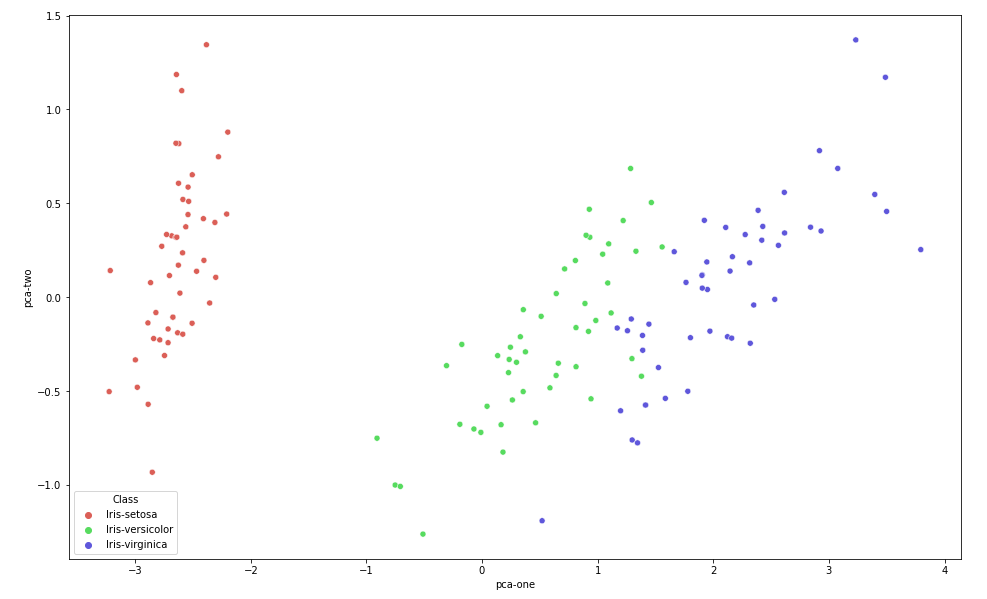 1.5
1.0
0.5
0.0
−0.5
−1.0
pca-two
Class
Iris-setosa
Iris-versicolor
Iris-virginica
−3
−2
−1
0
1
2
3
4
pca-one